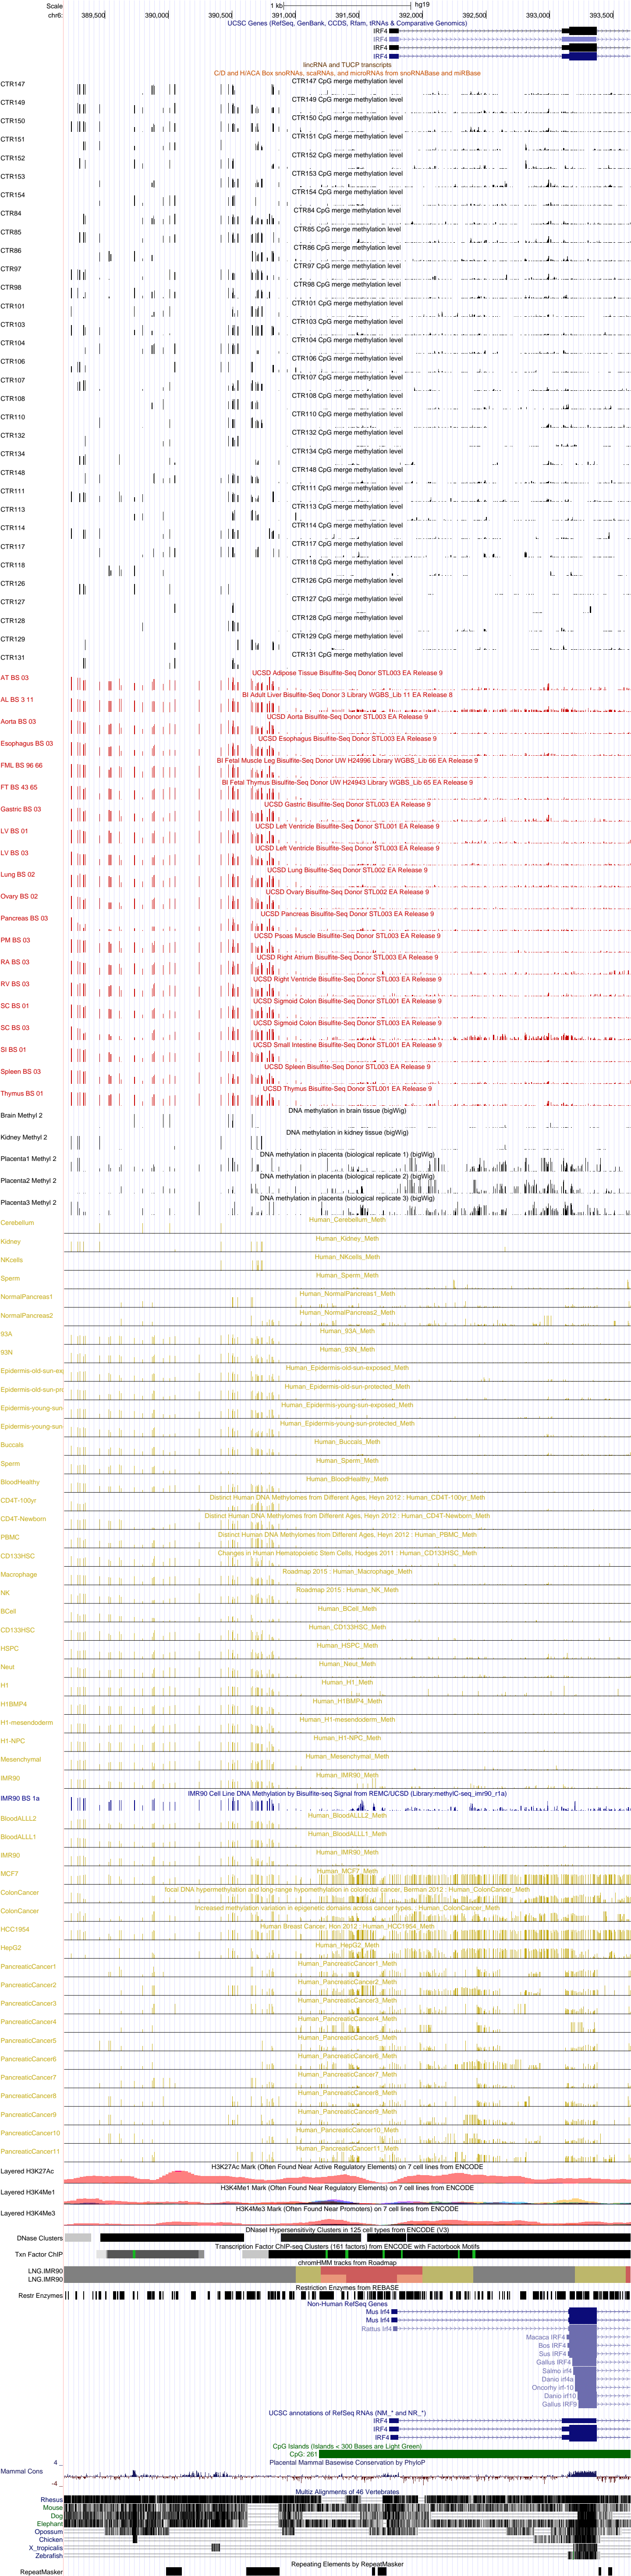 Scale 1 kb hg19
chr6: 389,500 390,000 390,500 391,000 391,500 392,000 392,500 393,000 393,500
UCSC Genes (RefSeq, GenBank, CCDS, Rfam, tRNAs & Comparative Genomics)
IRF4
IRF4
IRF4
IRF4
lincRNA and TUCP transcripts
C/D and H/ACA Box snoRNAs, scaRNAs, and microRNAs from snoRNABase and miRBase
CTR147 CTR147 CpG merge methylation level
CTR149 CTR149 CpG merge methylation level
CTR150 CTR150 CpG merge methylation level
CTR151 CTR151 CpG merge methylation level
CTR152 CTR152 CpG merge methylation level
CTR153 CTR153 CpG merge methylation level
CTR154 CTR154 CpG merge methylation level
CTR84 CTR84 CpG merge methylation level
CTR85 CTR85 CpG merge methylation level
CTR86 CTR86 CpG merge methylation level
CTR97 CTR97 CpG merge methylation level
CTR98 CTR98 CpG merge methylation level
CTR101 CTR101 CpG merge methylation level
CTR103 CTR103 CpG merge methylation level
CTR104 CTR104 CpG merge methylation level
CTR106 CTR106 CpG merge methylation level
CTR107 CTR107 CpG merge methylation level
CTR108 CTR108 CpG merge methylation level
CTR110 CTR110 CpG merge methylation level
CTR132 CTR132 CpG merge methylation level
CTR134 CTR134 CpG merge methylation level
CTR148 CTR148 CpG merge methylation level
CTR111 CTR111 CpG merge methylation level
CTR113 CTR113 CpG merge methylation level
CTR114 CTR114 CpG merge methylation level
CTR117 CTR117 CpG merge methylation level
CTR118 CTR118 CpG merge methylation level
CTR126 CTR126 CpG merge methylation level
CTR127 CTR127 CpG merge methylation level
CTR128 CTR128 CpG merge methylation level
CTR129 CTR129 CpG merge methylation level
CTR131 CTR131 CpG merge methylation level
AT BS 03 UCSD Adipose Tissue Bisulfite-Seq Donor STL003 EA Release 9
AL BS 3 11 BI Adult Liver Bisulfite-Seq Donor 3 Library WGBS_Lib 11 EA Release 8
Aorta BS 03 UCSD Aorta Bisulfite-Seq Donor STL003 EA Release 9
Esophagus BS 03 UCSD Esophagus Bisulfite-Seq Donor STL003 EA Release 9
FML BS 96 66 BI Fetal Muscle Leg Bisulfite-Seq Donor UW H24996 Library WGBS_Lib 66 EA Release 9
FT BS 43 65 BI Fetal Thymus Bisulfite-Seq Donor UW H24943 Library WGBS_Lib 65 EA Release 9
Gastric BS 03 UCSD Gastric Bisulfite-Seq Donor STL003 EA Release 9
LV BS 01 UCSD Left Ventricle Bisulfite-Seq Donor STL001 EA Release 9
LV BS 03 UCSD Left Ventricle Bisulfite-Seq Donor STL003 EA Release 9
Lung BS 02 UCSD Lung Bisulfite-Seq Donor STL002 EA Release 9
Ovary BS 02 UCSD Ovary Bisulfite-Seq Donor STL002 EA Release 9
Pancreas BS 03 UCSD Pancreas Bisulfite-Seq Donor STL003 EA Release 9
PM BS 03 UCSD Psoas Muscle Bisulfite-Seq Donor STL003 EA Release 9
RA BS 03 UCSD Right Atrium Bisulfite-Seq Donor STL003 EA Release 9
RV BS 03 UCSD Right Ventricle Bisulfite-Seq Donor STL003 EA Release 9
SC BS 01 UCSD Sigmoid Colon Bisulfite-Seq Donor STL001 EA Release 9
SC BS 03 UCSD Sigmoid Colon Bisulfite-Seq Donor STL003 EA Release 9
SI BS 01 UCSD Small Intestine Bisulfite-Seq Donor STL001 EA Release 9
Spleen BS 03 UCSD Spleen Bisulfite-Seq Donor STL003 EA Release 9
Thymus BS 01 UCSD Thymus Bisulfite-Seq Donor STL001 EA Release 9
Brain Methyl 2 DNA methylation in brain tissue (bigWig)
Kidney Methyl 2 DNA methylation in kidney tissue (bigWig)
Placenta1 Methyl 2 DNA methylation in placenta (biological replicate 1) (bigWig)
Placenta2 Methyl 2 DNA methylation in placenta (biological replicate 2) (bigWig)
Placenta3 Methyl 2 DNA methylation in placenta (biological replicate 3) (bigWig)
Cerebellum Human_Cerebellum_Meth
Kidney Human_Kidney_Meth
NKcells Human_NKcells_Meth
Sperm Human_Sperm_Meth
NormalPancreas1 Human_NormalPancreas1_Meth
NormalPancreas2 Human_NormalPancreas2_Meth
93A Human_93A_Meth
93N Human_93N_Meth
Epidermis-old-sun-ex Human_Epidermis-old-sun-exposed_Meth
Epidermis-old-sun-pro Human_Epidermis-old-sun-protected_Meth
Epidermis-young-sun Human_Epidermis-young-sun-exposed_Meth
Epidermis-young-sun Human_Epidermis-young-sun-protected_Meth
Buccals Human_Buccals_Meth
Sperm Human_Sperm_Meth
BloodHealthy Human_BloodHealthy_Meth
CD4T-100yr Distinct Human DNA Methylomes from Different Ages, Heyn 2012 : Human_CD4T-100yr_Meth
CD4T-Newborn Distinct Human DNA Methylomes from Different Ages, Heyn 2012 : Human_CD4T-Newborn_Meth
PBMC Distinct Human DNA Methylomes from Different Ages, Heyn 2012 : Human_PBMC_Meth
CD133HSC Changes in Human Hematopoietic Stem Cells, Hodges 2011 : Human_CD133HSC_Meth
Macrophage Roadmap 2015 : Human_Macrophage_Meth
NK Roadmap 2015 : Human_NK_Meth
BCell Human_BCell_Meth
CD133HSC Human_CD133HSC_Meth
HSPC Human_HSPC_Meth
Neut Human_Neut_Meth
H1 Human_H1_Meth
H1BMP4 Human_H1BMP4_Meth
H1-mesendoderm Human_H1-mesendoderm_Meth
H1-NPC Human_H1-NPC_Meth
Mesenchymal Human_Mesenchymal_Meth
IMR90 Human_IMR90_Meth
IMR90 BS 1a IMR90 Cell Line DNA Methylation by Bisulfite-seq Signal from REMC/UCSD (Library:methylC-seq_imr90_r1a)
BloodALLL2 Human_BloodALLL2_Meth
BloodALLL1 Human_BloodALLL1_Meth
IMR90 Human_IMR90_Meth
MCF7 Human_MCF7_Meth
ColonCancer focal DNA hypermethylation and long-range hypomethylation in colorectal cancer, Berman 2012 : Human_ColonCancer_Meth
ColonCancer Increased methylation variation in epigenetic domains across cancer types. : Human_ColonCancer_Meth
HCC1954 Human Breast Cancer, Hon 2012 : Human_HCC1954_Meth
HepG2 Human_HepG2_Meth
PancreaticCancer1 Human_PancreaticCancer1_Meth
PancreaticCancer2 Human_PancreaticCancer2_Meth
PancreaticCancer3 Human_PancreaticCancer3_Meth
PancreaticCancer4 Human_PancreaticCancer4_Meth
PancreaticCancer5 Human_PancreaticCancer5_Meth
PancreaticCancer6 Human_PancreaticCancer6_Meth
PancreaticCancer7 Human_PancreaticCancer7_Meth
PancreaticCancer8 Human_PancreaticCancer8_Meth
PancreaticCancer9 Human_PancreaticCancer9_Meth
PancreaticCancer10 Human_PancreaticCancer10_Meth
PancreaticCancer11 Human_PancreaticCancer11_Meth
Layered H3K27Ac H3K27Ac Mark (Often Found Near Active Regulatory Elements) on 7 cell lines from ENCODE
Layered H3K4Me1 H3K4Me1 Mark (Often Found Near Regulatory Elements) on 7 cell lines from ENCODE
Layered H3K4Me3 H3K4Me3 Mark (Often Found Near Promoters) on 7 cell lines from ENCODE
DNaseI Hypersensitivity Clusters in 125 cell types from ENCODE (V3)
DNase Clusters
Transcription Factor ChIP-seq Clusters (161 factors) from ENCODE with Factorbook Motifs
Txn Factor ChIP
chromHMM tracks from Roadmap
LNG.IMR90
LNG.IMR90
Restriction Enzymes from REBASE
Restr Enzymes
Non-Human RefSeq Genes
Mus Irf4
Mus Irf4
Rattus Irf4
Macaca IRF4
Bos IRF4
Sus IRF4
Gallus IRF4
Salmo irf4
Danio irf4a
Oncorhy irf-10
Danio irf10
Gallus IRF9
UCSC annotations of RefSeq RNAs (NM_* and NR_*)
IRF4
IRF4
IRF4
CpG Islands (Islands < 300 Bases are Light Green)
CpG: 261
Placental Mammal Basewise Conservation by PhyloP
4 _
Mammal Cons
-4 _
Multiz Alignments of 46 Vertebrates
Rhesus
Mouse
Dog
Elephant
Opossum
Chicken
X_tropicalis
Zebrafish
Repeating Elements by RepeatMasker
RepeatMasker